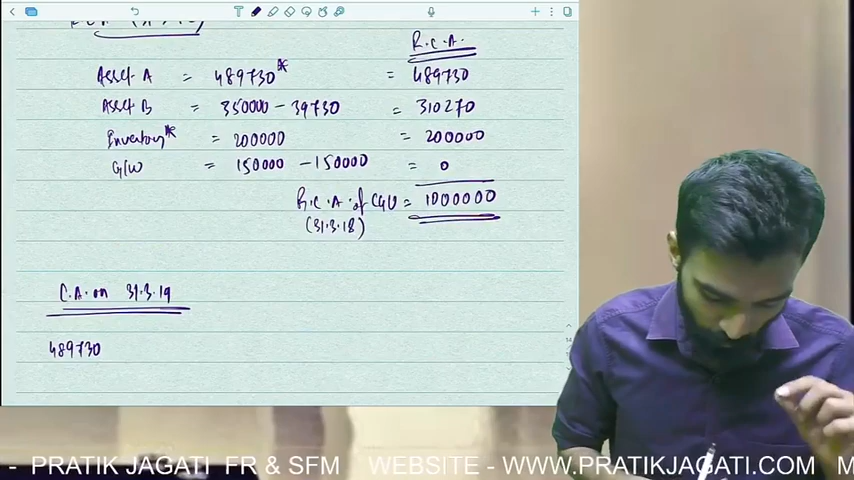 R.C.A.
Asset A = 489730* = 489730
Asset B = 350000 - 39730 = 310270
Inventory* = 200000 = 200000
G/W = 150000 - 150000 = 0
R.C.A. of CGU = 1000000
(31.3.18)
C.A. on 31.3.19
489730
- PRATIK JAGATI FR & SFM WEBSITE - WWW.PRATIKJAGATI.COM M